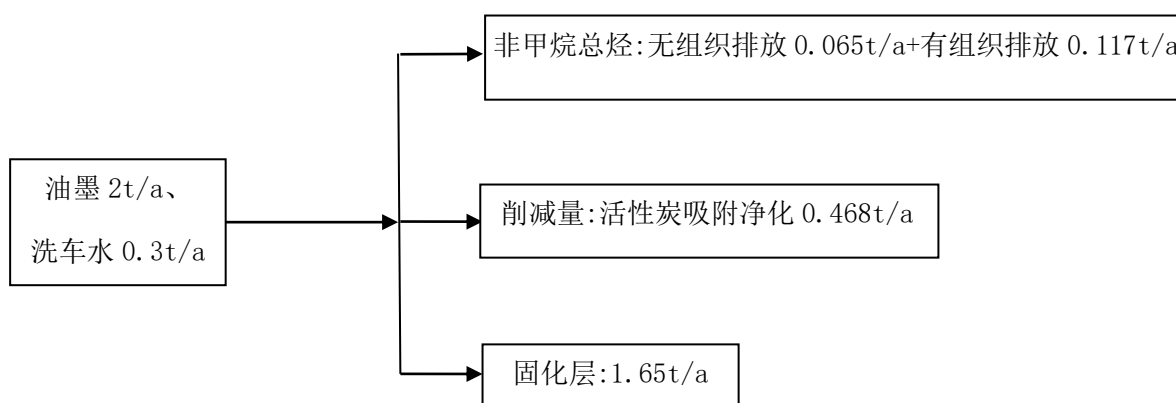 非甲烷总烃:无组织排放 0.065t/a+有组织排放 0.117t/a
油墨 2t/a、
洗车水 0.3t/a
削减量:活性炭吸附净化 0.468t/a
固化层:1.65t/a